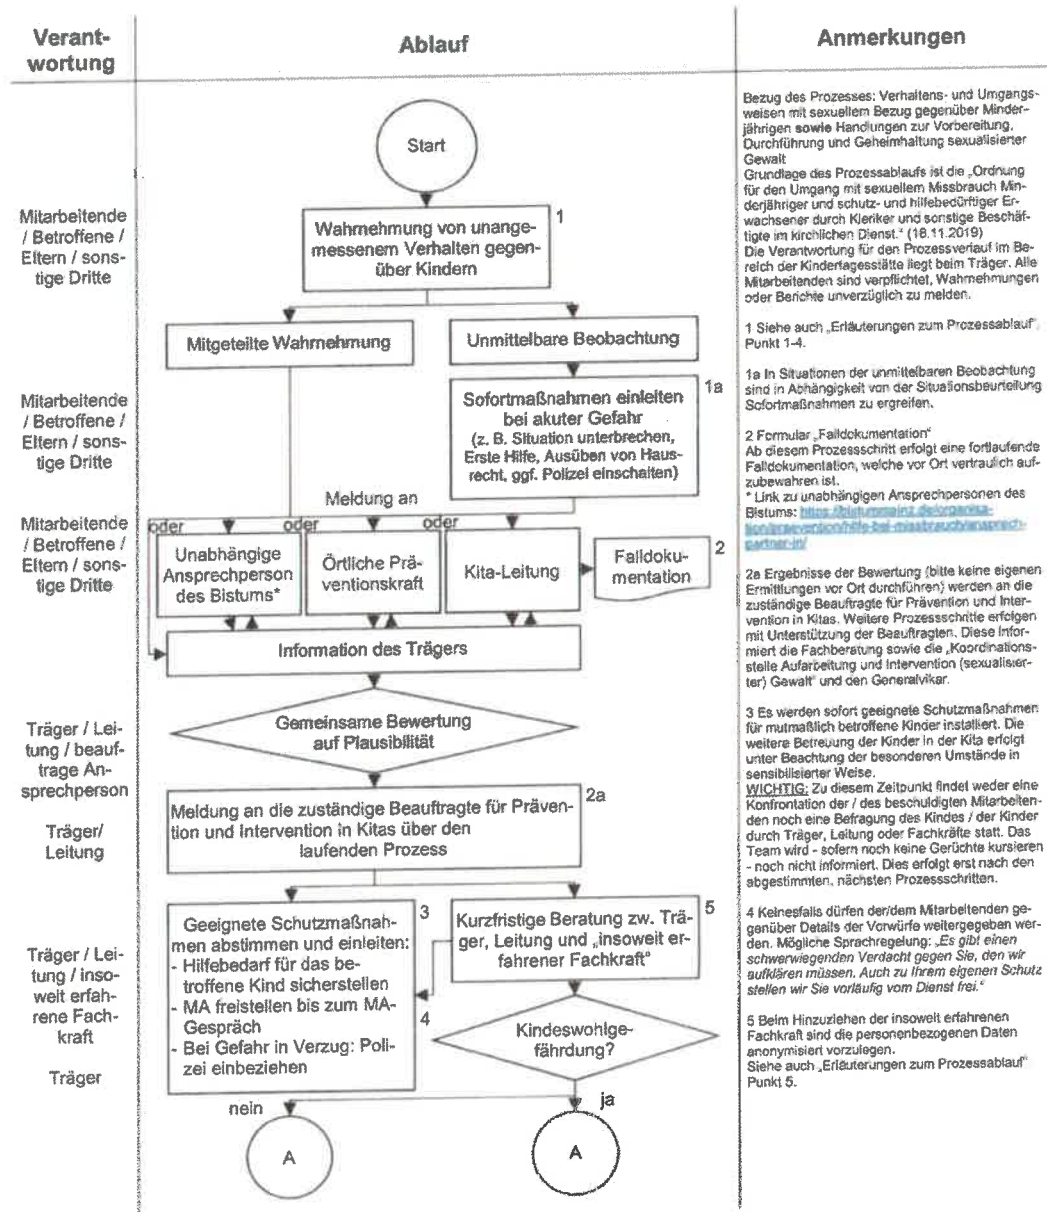 Verant-
wortung
Ablauf
Anmerkungen
Start
Mitarbeitende
/ Betroffene /
Eltern / sons-
tige Dritte
Wahrnehmung von unange-
messenem Verhalten gegen-
über Kindern
1
Mitgeteilte Wahrnehmung
Unmittelbare Beobachtung
Mitarbeitende
/ Betroffene /
Eltern / sons-
tige Dritte
Sofortmaßnahmen einleiten
bei akuter Gefahr
(z. B. Situation unterbrechen,
Erste Hilfe, Ausüben von Haus-
recht, ggf. Polizei einschalten)
1a
Meldung an
Mitarbeitende
/ Betroffene /
Eltern / sons-
tige Dritte
oder
oder
oder
Unabhängige
Ansprechperson
des Bistums*
Örtliche Prä-
ventionskraft
Kita-Leitung
Falldoku-
mentation
2
Information des Trägers
Träger / Lei-
tung / beauf-
trage An-
sprechperson
Gemeinsame Bewertung
auf Plausibilität
Träger/
Leitung
Meldung an die zuständige Beauftragte für Präven-
tion und Intervention in Kitas über den
laufenden Prozess
2a
Träger / Lei-
tung / inso-
weit erfah-
rene Fach-
kraft
Träger
Geeignete Schutzmaßnah-
men abstimmen und einleiten:
- Hilfebedarf für das be-
troffene Kind sicherstellen
- MA freistellen bis zum MA-
Gespräch
- Bei Gefahr in Verzug: Poli-
zei einbeziehen
3
4
Kurzfristige Beratung zw. Trä-
ger, Leitung und „insoweit er-
fahrener Fachkraft“
5
Kindeswohlge-
fährdung?
nein
ja
A
A
Bezug des Prozesses: Verhaltens- und Umgangs-
weisen mit sexuellem Bezug gegenüber Minder-
jährigen sowie Handlungen zur Vorbereitung,
Durchführung und Geheimhaltung sexualisierter
Gewalt
Grundlage des Prozessablaufs ist die „Ordnung
für den Umgang mit sexuellem Missbrauch Min-
derjähriger und schutz- und hilfebedürftiger Er-
wachsener durch Kleriker und sonstige Beschäf-
tigte im kirchlichen Dienst.“ (18.11.2019)
Die Verantwortung für den Prozessverlauf im Be-
reich der Kindertagesstätte liegt beim Träger. Alle
Mitarbeitenden sind verpflichtet, Wahrnehmungen
oder Berichte unverzüglich zu melden.
1 Siehe auch „Erläuterungen zum Prozessablauf“
Punkt 1-4.
1a In Situationen der unmittelbaren Beobachtung
sind in Abhängigkeit von der Situationsbeurteilung
Sofortmaßnahmen zu ergreifen.
2 Formular „Falldokumentation“
Ab diesem Prozessschritt erfolgt eine fortlaufende
Falldokumentation, welche vor Ort vertraulich auf-
zubewahren ist.
* Link zu unabhängigen Ansprechpersonen des
Bistums: https://bistummainz.de/organisa-
tion/praevention/hilfe-bei-missbrauch/ansprech-
partner-in/
2a Ergebnisse der Bewertung (bitte keine eigenen
Ermittlungen vor Ort durchführen) werden an die
zuständige Beauftragte für Prävention und Inter-
vention in Kitas. Weitere Prozessschritte erfolgen
mit Unterstützung der Beauftragten. Diese infor-
miert die Fachberatung sowie die „Koordinations-
stelle Aufarbeitung und Intervention (sexualisier-
ter) Gewalt“ und den Generalvikar.
3 Es werden sofort geeignete Schutzmaßnahmen
für mutmaßlich betroffene Kinder installiert. Die
weitere Betreuung der Kinder in der Kita erfolgt
unter Beachtung der besonderen Umstände in
sensibilisierter Weise.
WICHTIG: Zu diesem Zeitpunkt findet weder eine
Konfrontation der / des beschuldigten Mitarbeiten-
den noch eine Befragung des Kindes / der Kinder
durch Träger, Leitung oder Fachkräfte statt. Das
Team wird - sofern noch keine Gerüchte kursieren
- noch nicht informiert. Dies erfolgt erst nach den
abgestimmten, nächsten Prozessschritten.
4 Keinesfalls dürfen der/dem Mitarbeitenden ge-
genüber Details der Vorwürfe weitergegeben wer-
den. Mögliche Sprachregelung: „Es gibt einen
schwerwiegenden Verdacht gegen Sie, den wir
aufklären müssen. Auch zu Ihrem eigenen Schutz
stellen wir Sie vorläufig vom Dienst frei.“
5 Beim Hinzuziehen der insoweit erfahrenen
Fachkraft sind die personenbezogenen Daten
anonymisiert vorzulegen.
Siehe auch „Erläuterungen zum Prozessablauf“
Punkt 5.